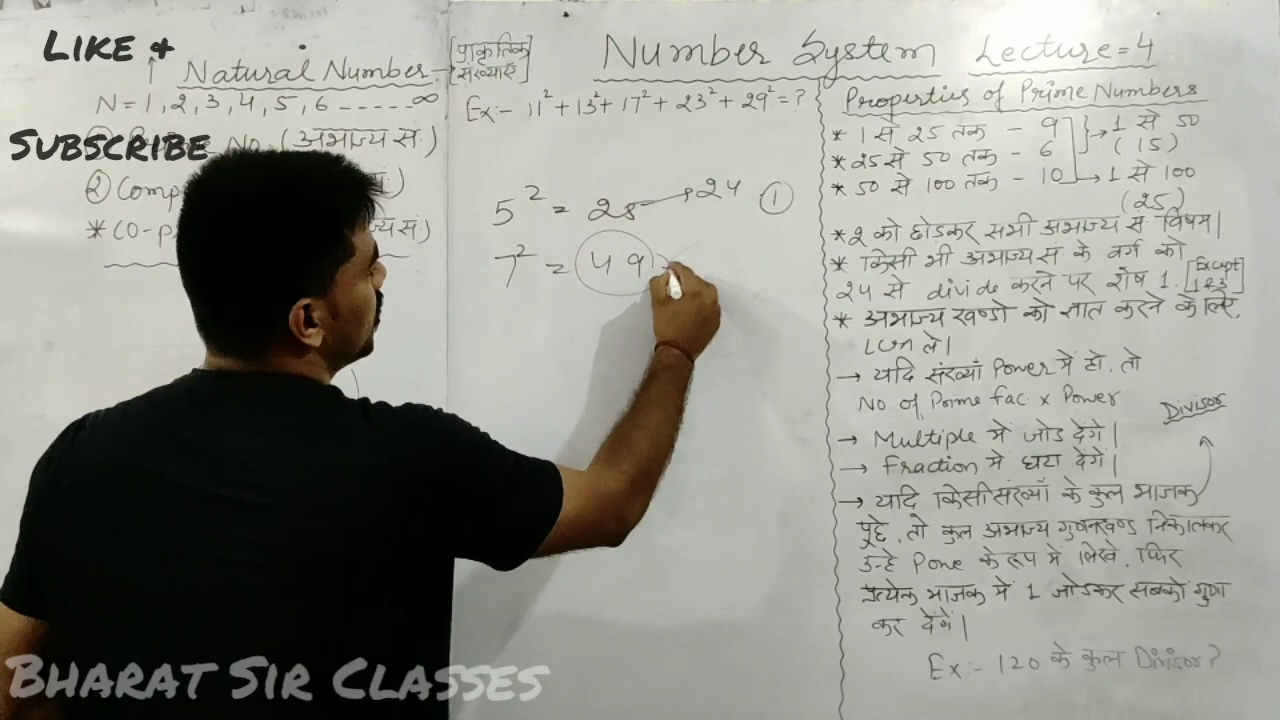 LIKE &
SUBSCRIBE
Natural Number
[प्राकृतिक
संख्याएँ]
N = 1, 2, 3, 4, 5, 6 ----- ∞
No. (अभाज्य सं.)
② Comp
*(Co-p
Number System Lecture = 4
Ex:- 11² + 13² + 17² + 23² + 29² = ?
5² = 25 → 24 ①
7² = 49
Properties of Prime Numbers
* 1 से 25 तक - 9
* 25 से 50 तक - 6
→ 1 से 50
(15)
* 50 से 100 तक - 10
→ 1 से 100
(25)
* 2 को छोडकर सभी अभाज्य सं विषम।
* किसी भी अभाज्य सं के वर्ग को
24 से divide करने पर शेष 1. [Except
1 2 3]
* अभाज्य खण्डो को ज्ञात करने के लिए,
LCM ले।
→ यदि संख्याँ Power मे हो, तो
No. of Prime fac. x Power
→ Multiple मे जोड देगे।
→ fraction मे घटा देगें।
Divisor
→ यदि किसी संख्याँ के कुल भाजक
पूछे, तो कुल अभाज्य गुणनखण्ड निकालकर
उन्हे के रूप मे लिखे, फिर
प्रत्येक भाजक में 1 जोडकर सबको गुणा
कर देगें।
Ex:- 120 के कुल Divisor?
BHARAT SIR CLASSES